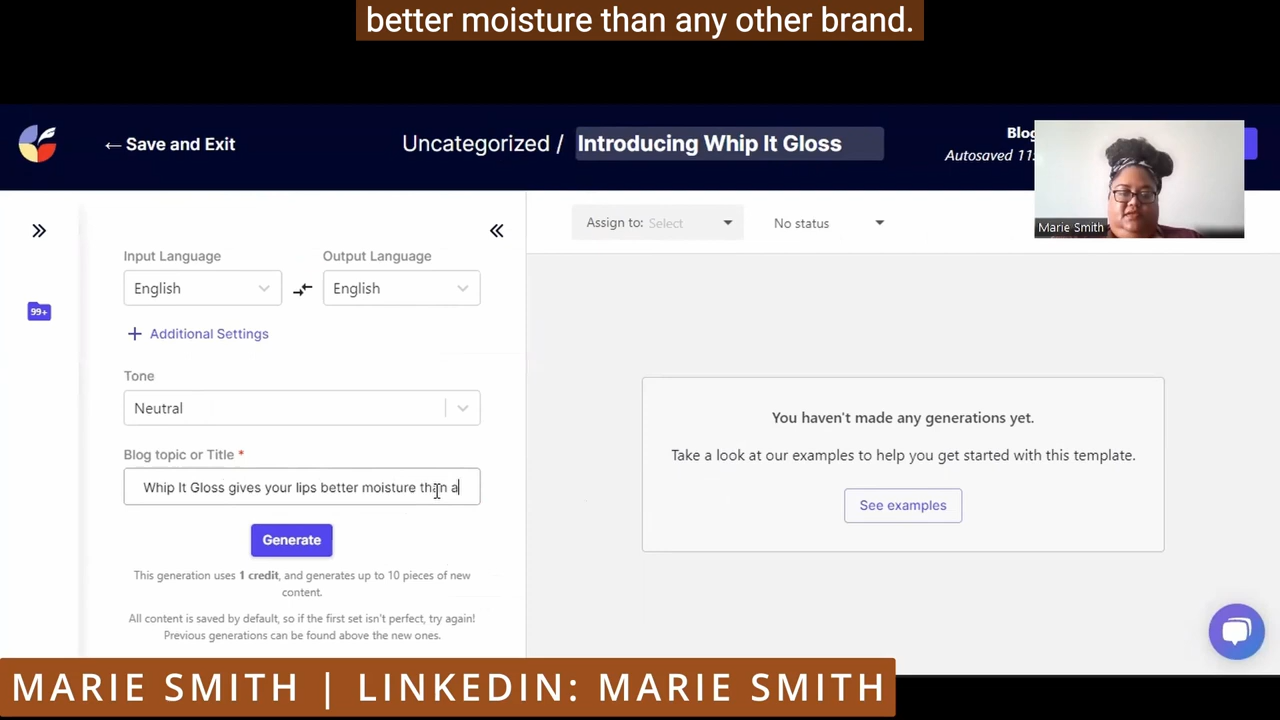 better moisture than any other brand.
← Save and Exit
Uncategorized / Introducing Whip It Gloss
Blog
Autosaved 11:
Marie Smith
Assign to: Select
No status
Input Language
Output Language
English
English
99+
+ Additional Settings
Tone
Neutral
Blog topic or Title *
Whip It Gloss gives your lips better moisture than a
Generate
This generation uses 1 credit, and generates up to 10 pieces of new
content.
All content is saved by default, so if the first set isn't perfect, try again!
Previous generations can be found above the new ones.
You haven't made any generations yet.
Take a look at our examples to help you get started with this template.
See examples
MARIE SMITH | LINKEDIN: MARIE SMITH